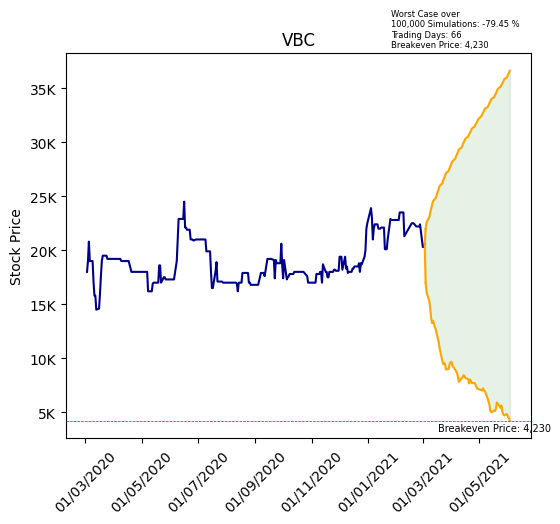 Worst Case over
100,000 Simulations: -79.45 %
Trading Days: 66
Breakeven Price: 4,230
VBC
Stock Price
35K
30K
25K
20K
15K
10K
5K
Breakeven Price: 4,230
01/03/2020
01/05/2020
01/07/2020
01/09/2020
01/11/2020
01/01/2021
01/03/2021
01/05/2021